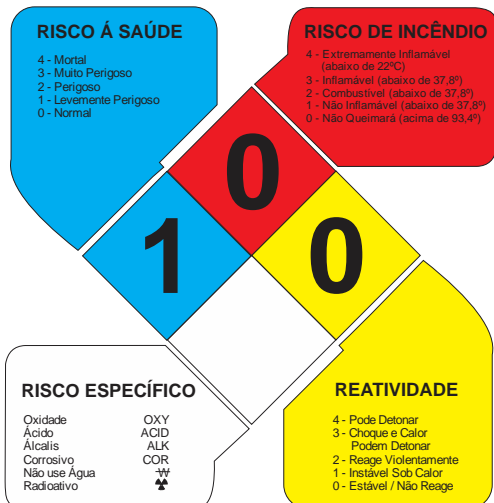 RISCO Á SAÚDE
4 - Mortal
3 - Muito Perigoso
2 - Perigoso
1 - Levemente Perigoso
0 - Normal
RISCO DE INCÊNDIO
4 - Extremamente Inflamável
(abaixo de 22ºC)
3 - Inflamável (abaixo de 37,8º)
2 - Combustível (abaixo de 37,8º)
1 - Não Inflamável (abaixo de 37,8º)
0 - Não Queimará (acima de 93,4º)
0
1
0
RISCO ESPECÍFICO
Oxidade OXY
Ácido ACID
Álcalis ALK
Corrosivo COR
Não use Água W
Radioativo
REATIVIDADE
4 - Pode Detonar
3 - Choque e Calor
Podem Detonar
2 - Reage Violentamente
1 - Instável Sob Calor
0 - Estável / Não Reage